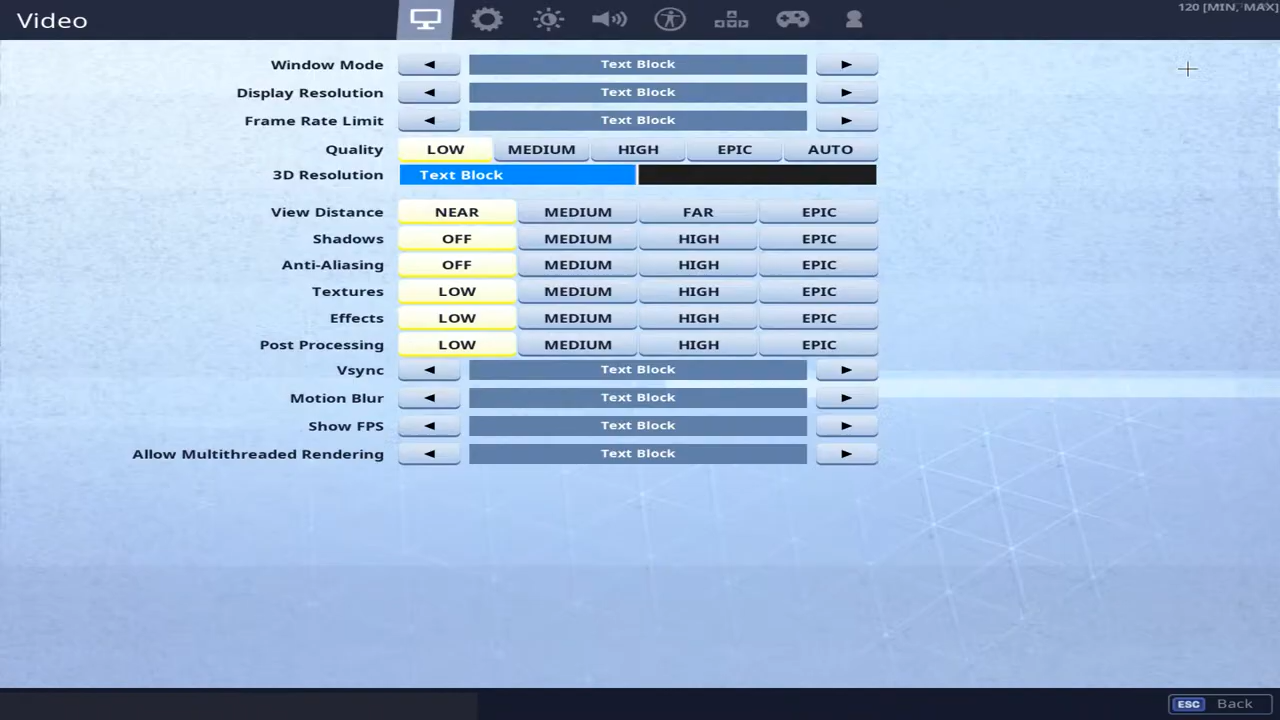 Video
120 [MIN, MAX]
Window Mode ◄ Text Block ►
Display Resolution ◄ Text Block ►
Frame Rate Limit ◄ Text Block ►
Quality LOW MEDIUM HIGH EPIC AUTO
3D Resolution Text Block
View Distance NEAR MEDIUM FAR EPIC
Shadows OFF MEDIUM HIGH EPIC
Anti-Aliasing OFF MEDIUM HIGH EPIC
Textures LOW MEDIUM HIGH EPIC
Effects LOW MEDIUM HIGH EPIC
Post Processing LOW MEDIUM HIGH EPIC
Vsync ◄ Text Block ►
Motion Blur ◄ Text Block ►
Show FPS ◄ Text Block ►
Allow Multithreaded Rendering ◄ Text Block ►
ESC Back